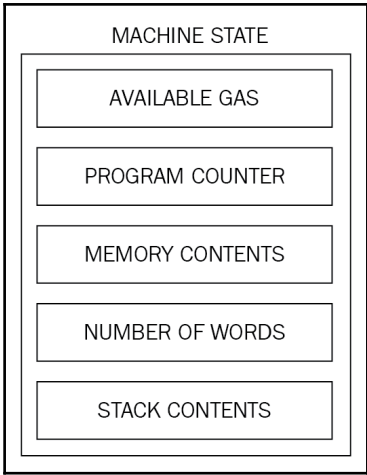 MACHINE STATE
AVAILABLE GAS
PROGRAM COUNTER
MEMORY CONTENTS
NUMBER OF WORDS
STACK CONTENTS